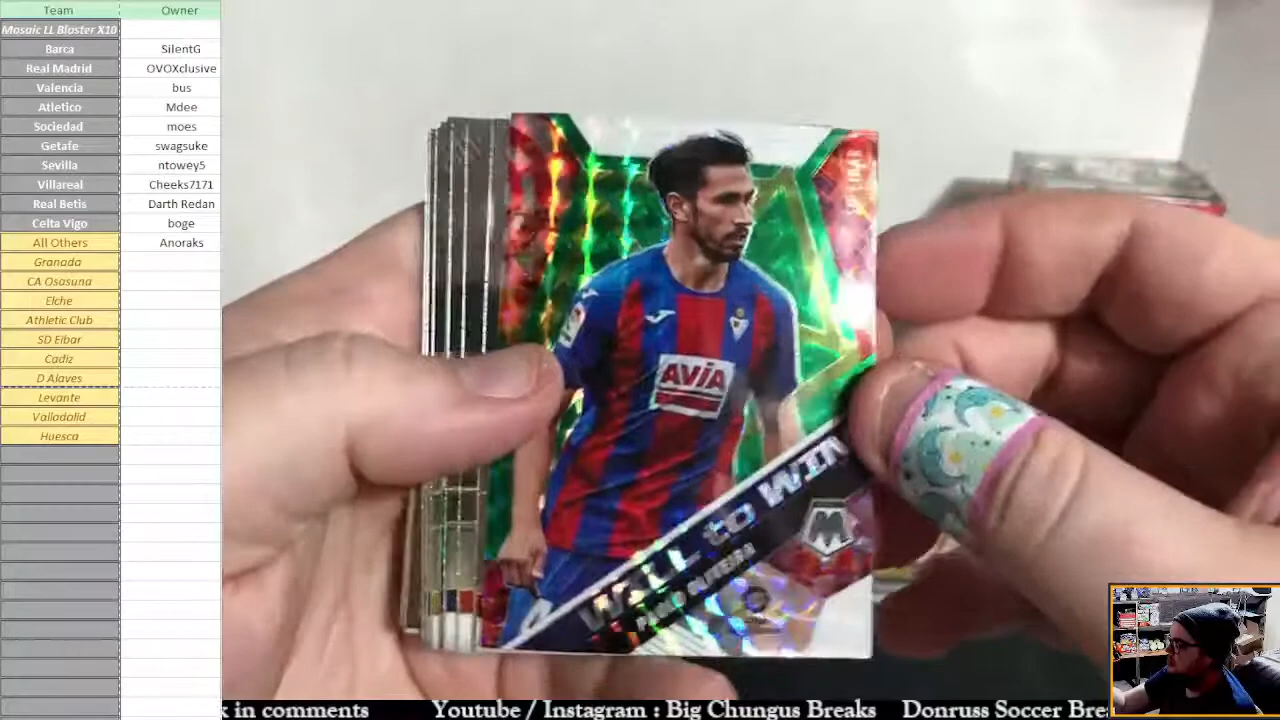 Team Owner
Mosaic LL Blaster X10
Barca SilentG
Real Madrid OVOXclusive
Valencia bus
Atletico Mdee
Sociedad moes
Getafe swagsuke
Sevilla ntowey5
Villareal Cheeks7171
Real Betis Darth Redan
Celta Vigo boge
All Others Anoraks
Granada
CA Osasuna
Elche
Athletic Club
SD Eibar
Cadiz
D Alaves
Levante
Valladolid
Huesca
AVIA
WILL to WIN
M
k in comments Youtube / Instagram : Big Chungus Breaks Donruss Soccer Bre